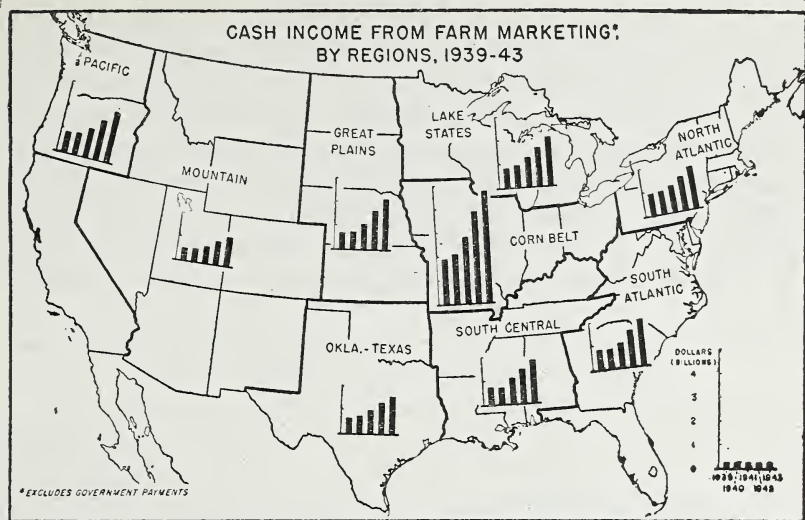 CASH INCOME FROM FARM MARKETING*,
BY REGIONS, 1939-43
PACIFIC
MOUNTAIN
GREAT
PLAINS
LAKE
STATES
NORTH
ATLANTIC
CORN BELT
SOUTH
ATLANTIC
SOUTH CENTRAL
OKLA.-TEXAS
DOLLARS
(BILLIONS)
4
3
2
1
0
1939 1941 1943
1940 1942
*EXCLUDES GOVERNMENT PAYMENTS